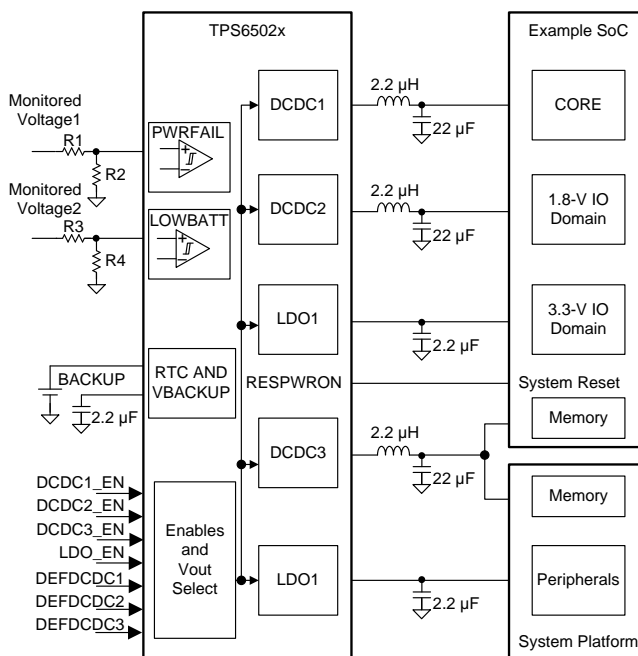 TPS6502x
Example SoC
Monitored
Voltage1
R1
R2
PWRFAIL
+
–
DCDC1
2.2 µH
22 µF
CORE
Monitored
Voltage2
R3
R4
LOWBATT
+
–
DCDC2
2.2 µH
22 µF
1.8-V IO
Domain
LDO1
2.2 µF
3.3-V IO
Domain
BACKUP
2.2 µF
RTC AND
VBACKUP
RESPWRON
System Reset
DCDC3
2.2 µH
22 µF
Memory
Memory
DCDC1_EN
DCDC2_EN
DCDC3_EN
LDO_EN
DEFDCDC1
DEFDCDC2
DEFDCDC3
Enables
and
Vout
Select
LDO1
2.2 µF
Peripherals
System Platform